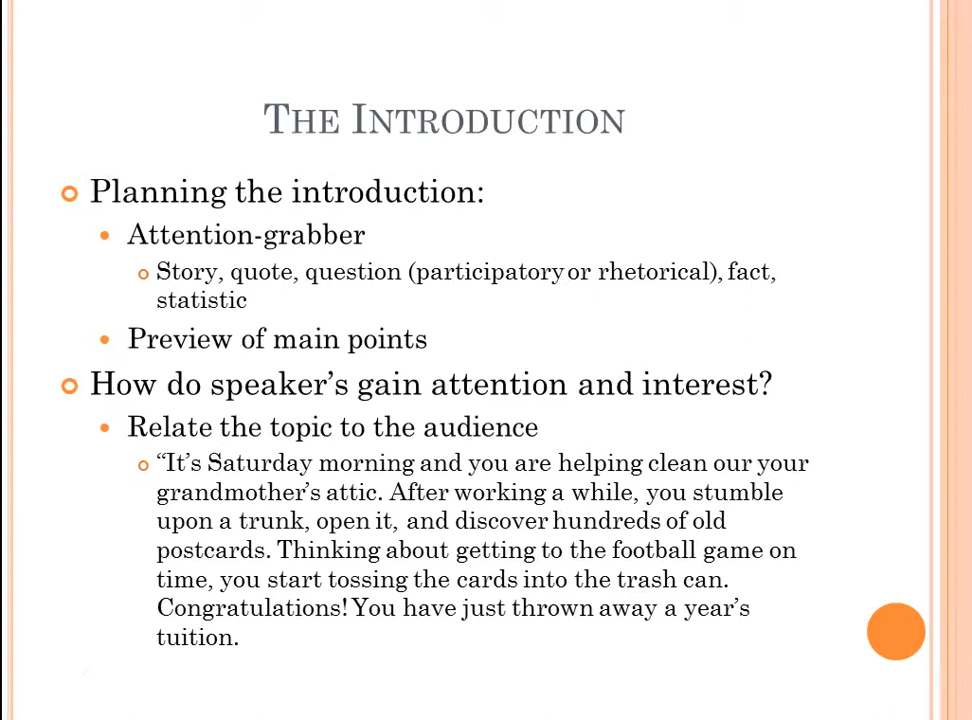 THE INTRODUCTION
Planning the introduction:
Attention-grabber
Story, quote, question (participatory or rhetorical), fact,
statistic
Preview of main points
How do speaker’s gain attention and interest?
Relate the topic to the audience
“It’s Saturday morning and you are helping clean our your
grandmother’s attic. After working a while, you stumble
upon a trunk, open it, and discover hundreds of old
postcards. Thinking about getting to the football game on
time, you start tossing the cards into the trash can.
Congratulations! You have just thrown away a year’s
tuition.